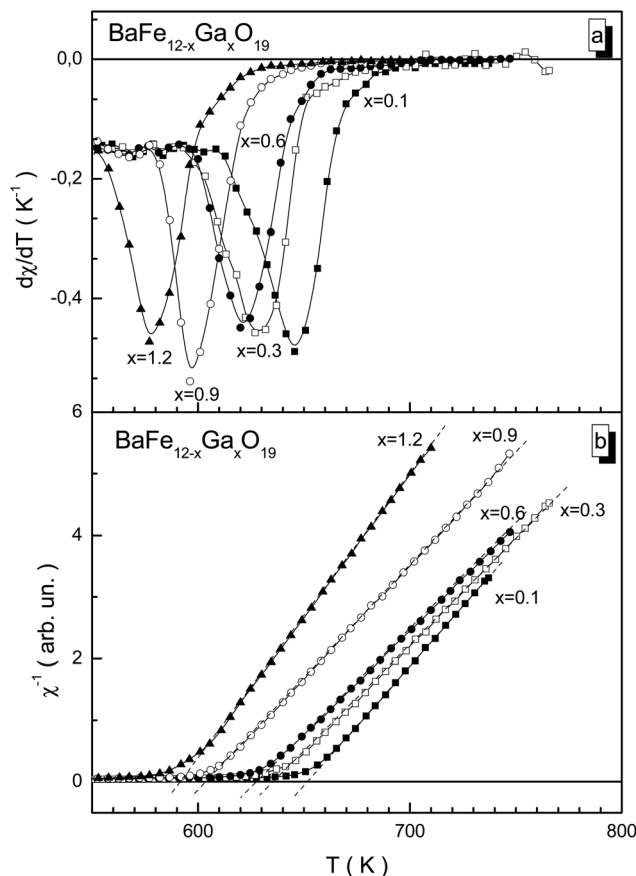 BaFe₁₂₋ₓGaₓO₁₉
a
0,0
-0,2
-0,4
6
dχ/dT ( K⁻¹)
x=0.1
x=0.6
x=0.3
x=1.2
x=0.9
BaFe₁₂₋ₓGaₓO₁₉
b
x=1.2
x=0.9
x=0.6
x=0.3
x=0.1
4
2
0
χ⁻¹ ( arb. un.)
600 700 800
T ( K )